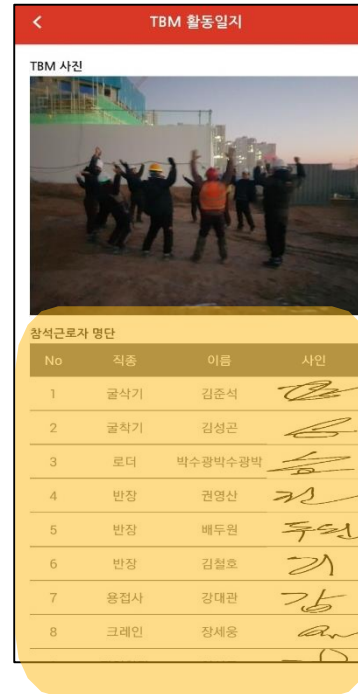 TBM 활동일지
TBM 사진
참석근로자 명단
No 직종 이름 사인
1 굴삭기 김준석
2 굴착기 김성곤
3 로더 박수광박수광박
4 반장 권영산
5 반장 배두원 두원
6 반장 김철호
7 용접사 강대관 강
8 크레인 장세웅